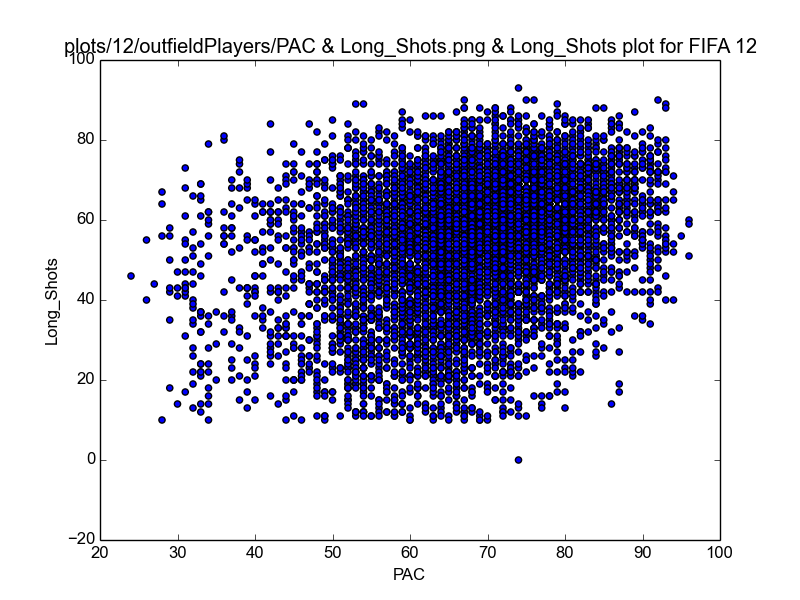 plots/12/outfieldPlayers/PAC & Long_Shots.png & Long_Shots plot for FIFA 12
100
80
60
40
20
0
−20
Long_Shots
20 30 40 50 60 70 80 90 100
PAC